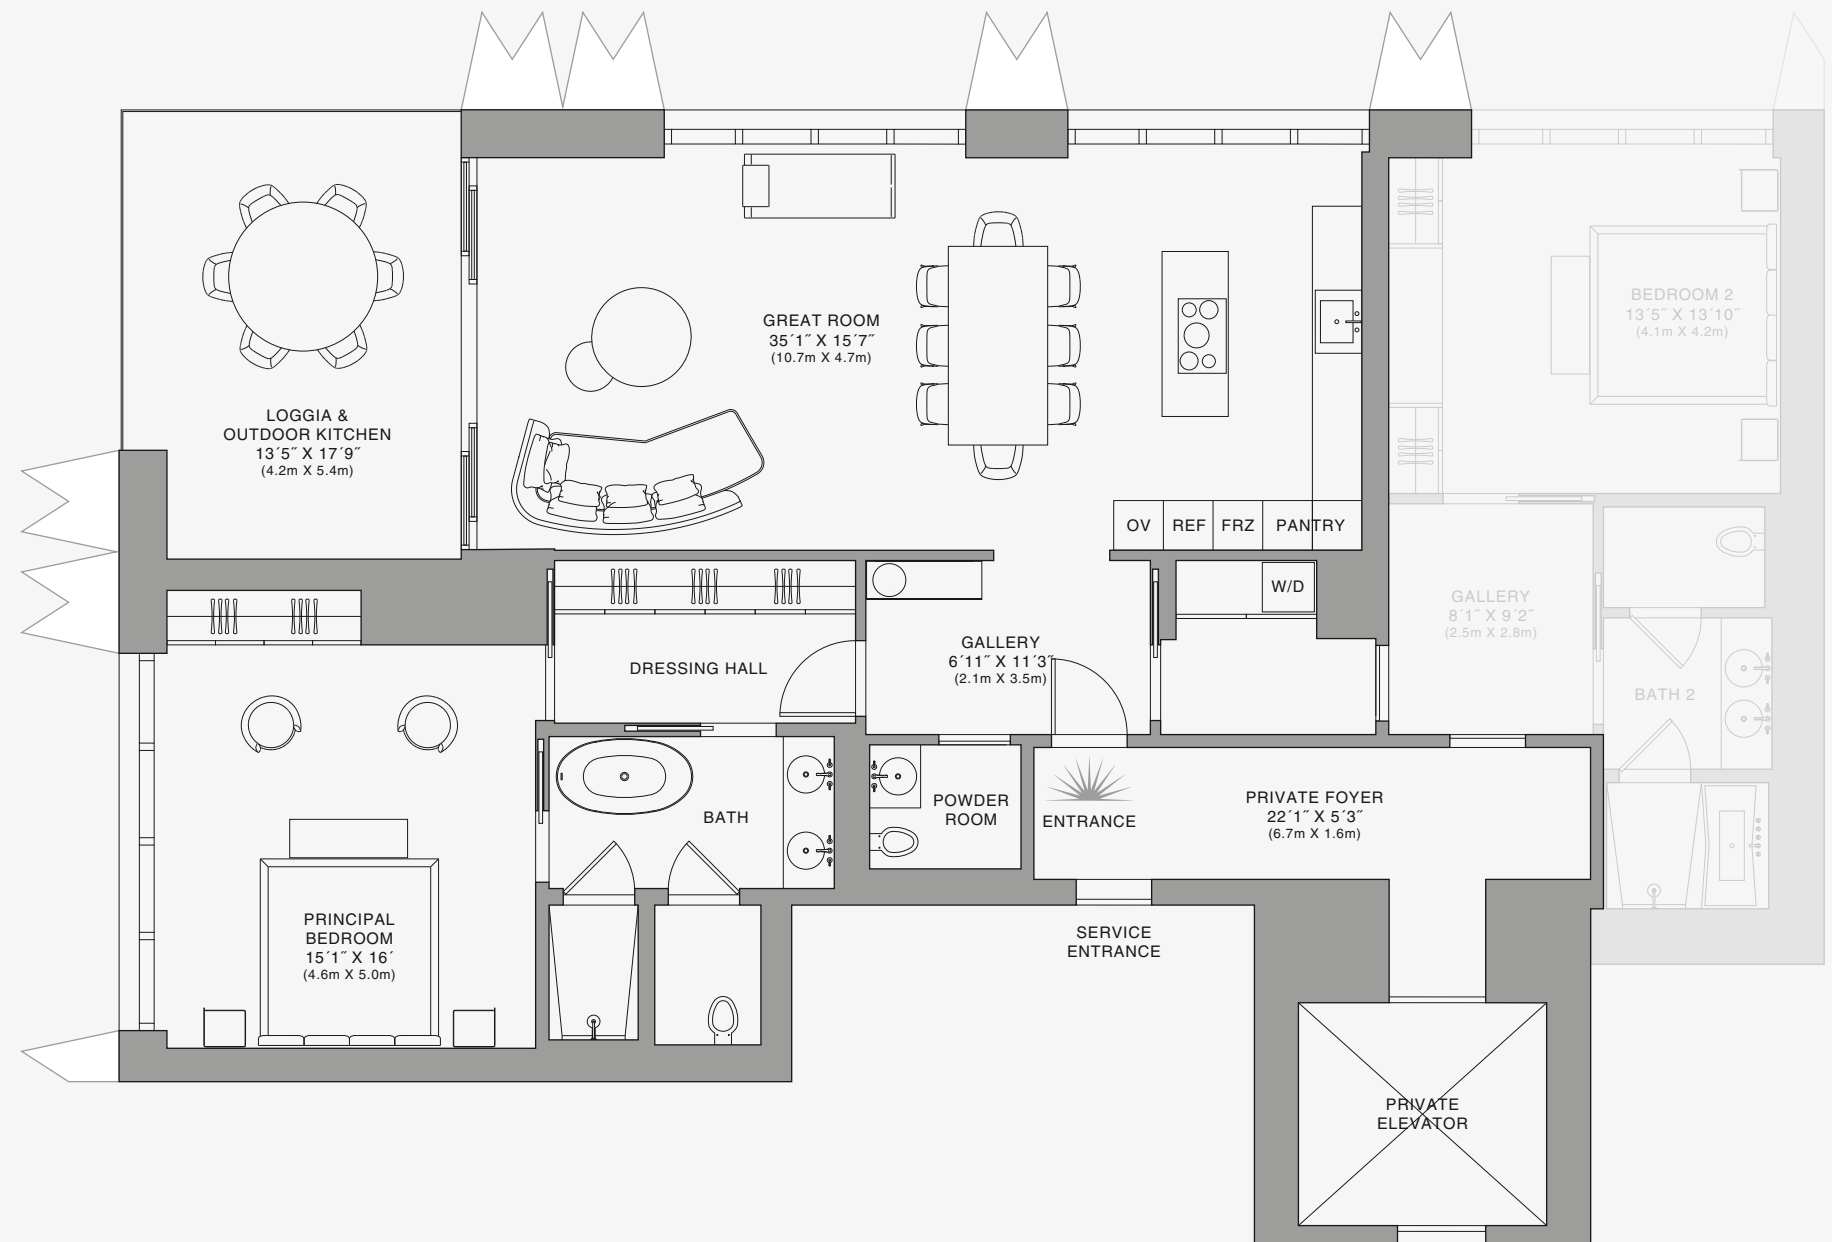 LOGGIA &
OUTDOOR KITCHEN
13´5˝ X 17´9˝
(4.2m X 5.4m)
GREAT ROOM
35´1˝ X 15´7˝
(10.7m X 4.7m)
OV
REF
FRZ
PANTRY
BEDROOM 2
13´5˝ X 13´10˝
(4.1m X 4.2m)
W/D
GALLERY
8´1˝ X 9´2˝
(2.5m X 2.8m)
GALLERY
6´11˝ X 11´3˝
(2.1m X 3.5m)
DRESSING HALL
BATH 2
BATH
POWDER
ROOM
ENTRANCE
PRIVATE FOYER
22´1˝ X 5´3˝
(6.7m X 1.6m)
PRINCIPAL
BEDROOM
15´1˝ X 16´
(4.6m X 5.0m)
SERVICE
ENTRANCE
PRIVATE
ELEVATOR